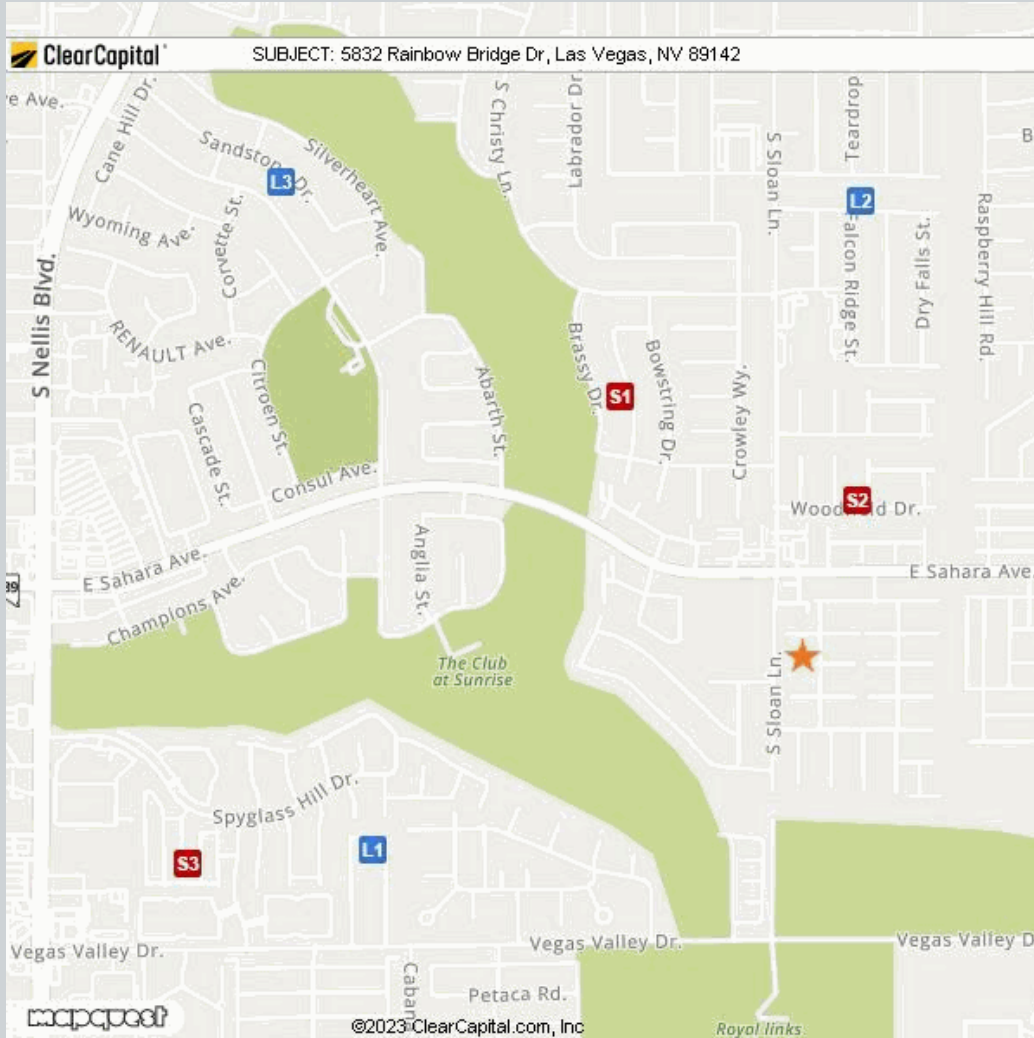 ClearCapital
SUBJECT: 5832 Rainbow Bridge Dr, Las Vegas, NV 89142
ve Ave.
Cane Hill Dr.
Sandston Dr.
Silverheart Ave.
S Christy Ln.
Labrador Dr.
S Sloan Ln.
Teardrop
B
L3
L2
Wyoming Ave.
Corvette St.
Falcon Ridge St.
Dry Falls St.
Raspberry Hill Rd.
S Nellis Blvd.
RENAULT Ave.
Citroen St.
Cascade St.
Abarth St.
Brassy Dr.
S1
Bowstring Dr.
Crowley Wy.
Consul Ave.
S2
Dr.
E Sahara Ave.
Champions Ave.
Anglia St.
E Sahara Ave
The Club
at Sunrise
S Sloan Ln.
Spyglass Hill Dr.
S3
L1
Vegas Valley Dr.
Vegas Valley Dr.
Vegas Valley D
Cabana
Petaca Rd.
mapquest
©2023 ClearCapital.com, Inc
Royal links